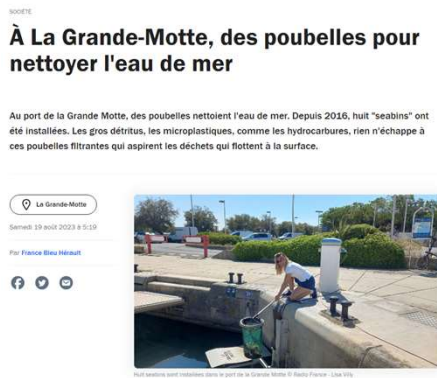 SOCIÉTÉ
À La Grande-Motte, des poubelles pour
nettoyer l'eau de mer
Au port de la Grande Motte, des poubelles nettoient l'eau de mer. Depuis 2016, huit "seabins" ont
été installées. Les gros détritus, les microplastiques, comme les hydrocarbures, rien n'échappe à
ces poubelles filtrantes qui aspirent les déchets qui flottent à la surface.
La Grande-Motte
Samedi 19 août 2023 à 5:19
Par France Bleu Hérault
Huit seabins sont installées dans le port de la Grande Motte © Radio France - Lisa Villy